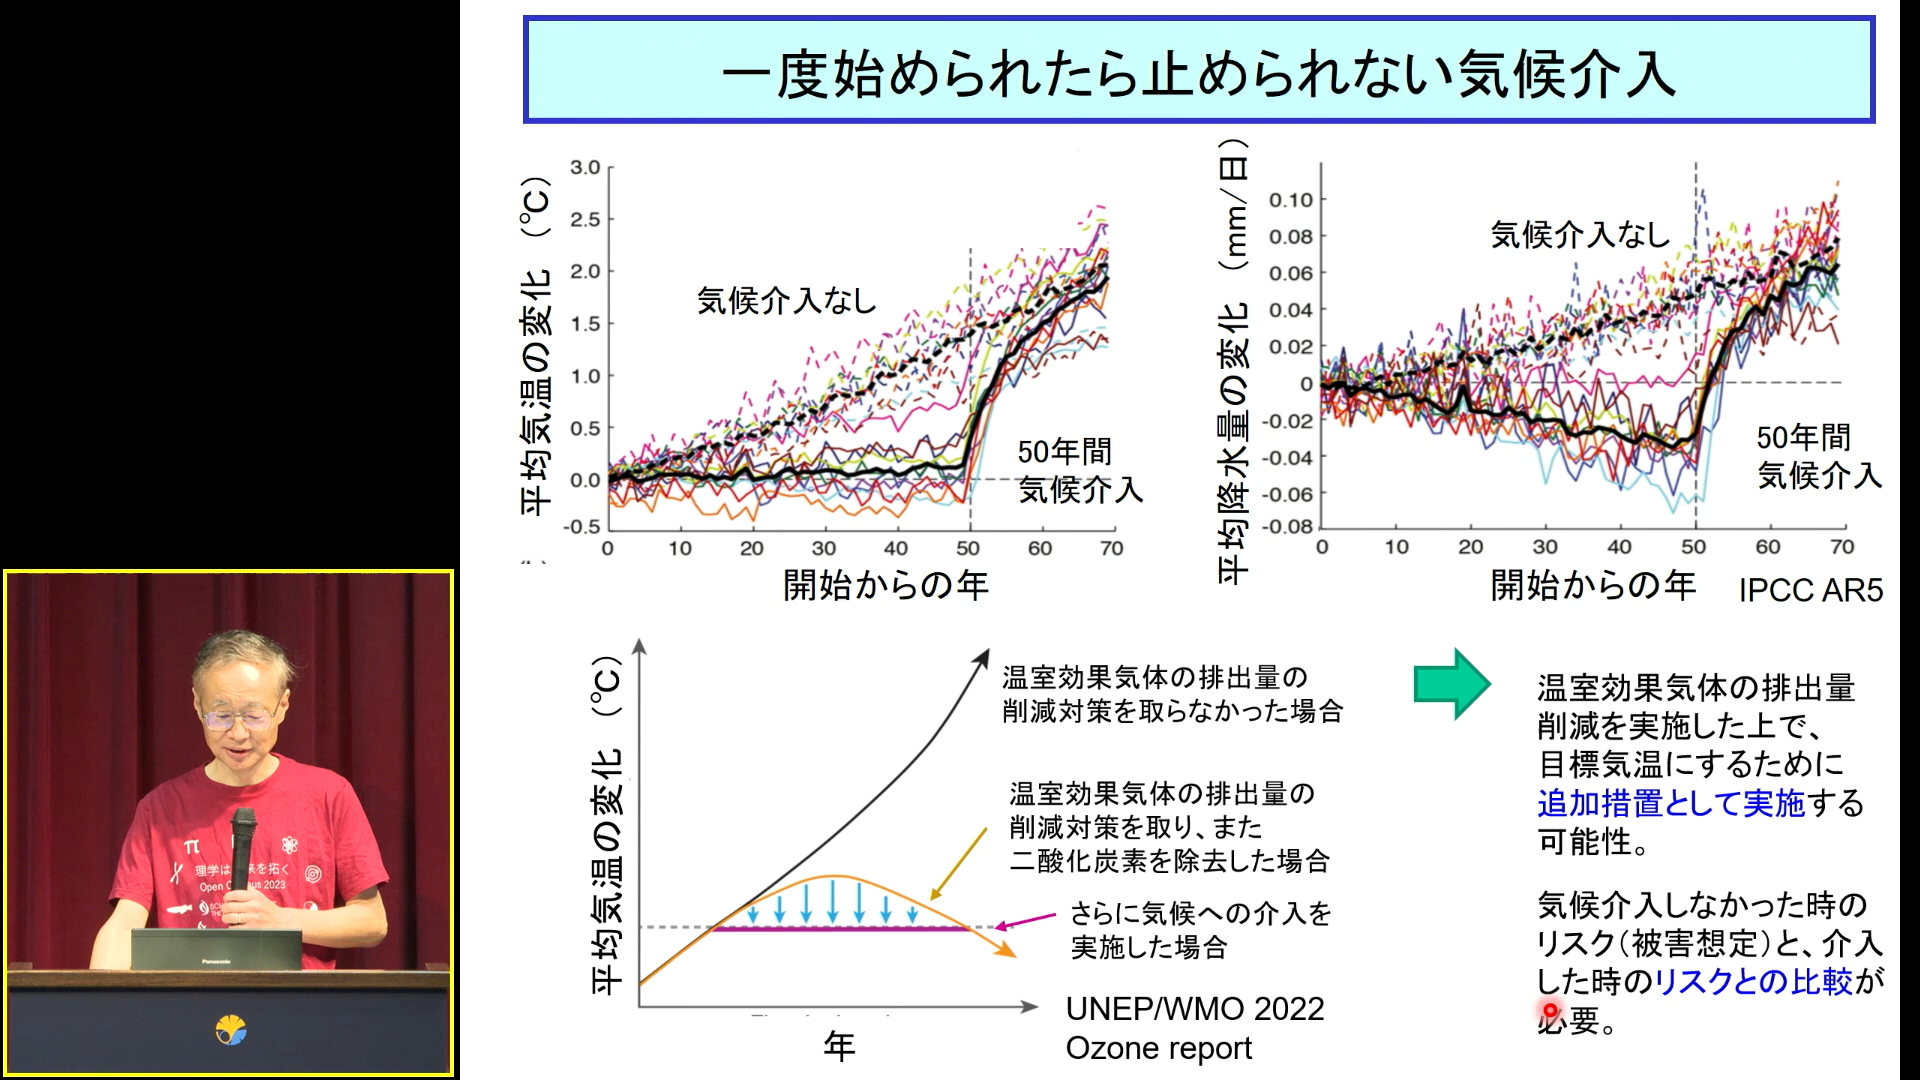 一度始められたら止められない気候介入
平均気温の変化（℃）
3.0
2.5
2.0
1.5
1.0
0.5
0.0
-0.5
気候介入なし
50年間
気候介入
0 10 20 30 40 50 60 70
開始からの年
平均降水量の変化（mm/日）
0.10
0.08
0.06
0.04
0.02
0
-0.02
-0.04
-0.06
-0.08
気候介入なし
50年間
気候介入
0 10 20 30 40 50 60 70
開始からの年
IPCC AR5
平均気温の変化（℃）
温室効果気体の排出量の
削減対策を取らなかった場合
温室効果気体の排出量の
削減対策を取り、また
二酸化炭素を除去した場合
さらに気候への介入を
実施した場合
年
UNEP/WMO 2022
Ozone report
温室効果気体の排出量
削減を実施した上で、
目標気温にするために
追加措置として実施する
可能性。
気候介入しなかった時の
リスク（被害想定）と、介入
した時のリスクとの比較が
必要。
π
理学は 来を拓く
Open 2023
Panasonic